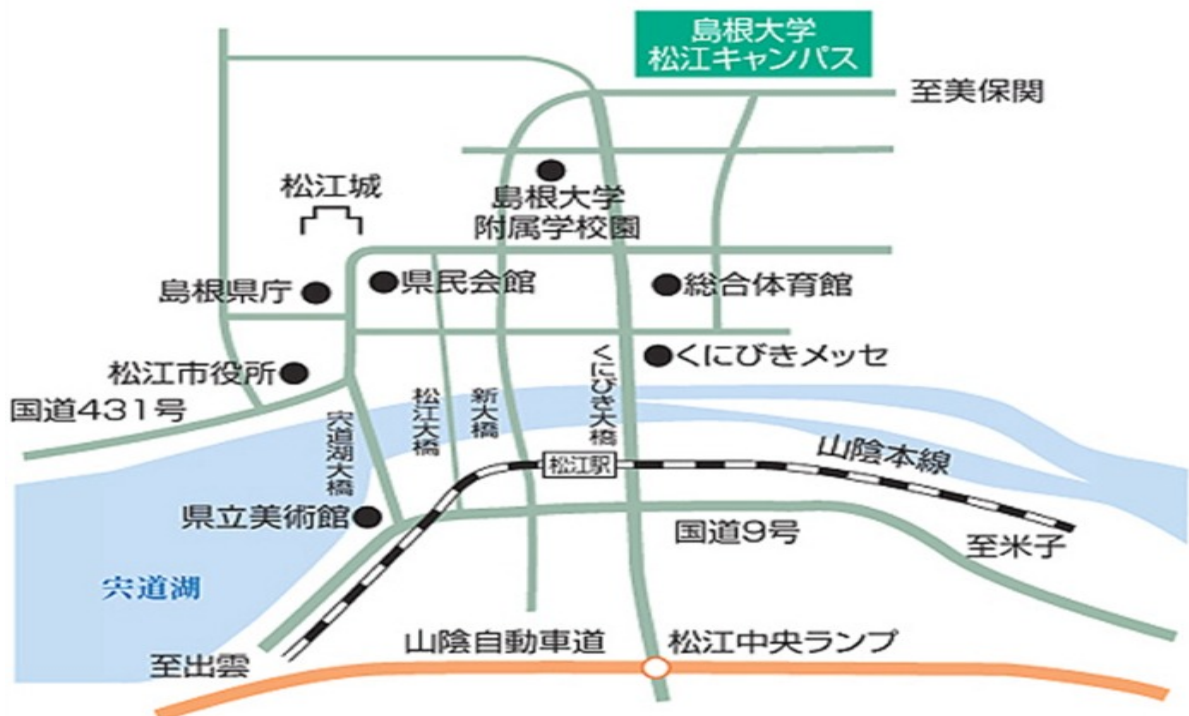 島根大学
松江キャンパス
至美保関
松江城
島根大学
附属学校園
島根県庁
県民会館
総合体育館
松江市役所
くにびきメッセ
国道431号
宍道湖大橋
松江大橋
新大橋
くにびき大橋
松江駅
山陰本線
県立美術館
国道9号
至米子
宍道湖
至出雲
山陰自動車道
松江中央ランプ